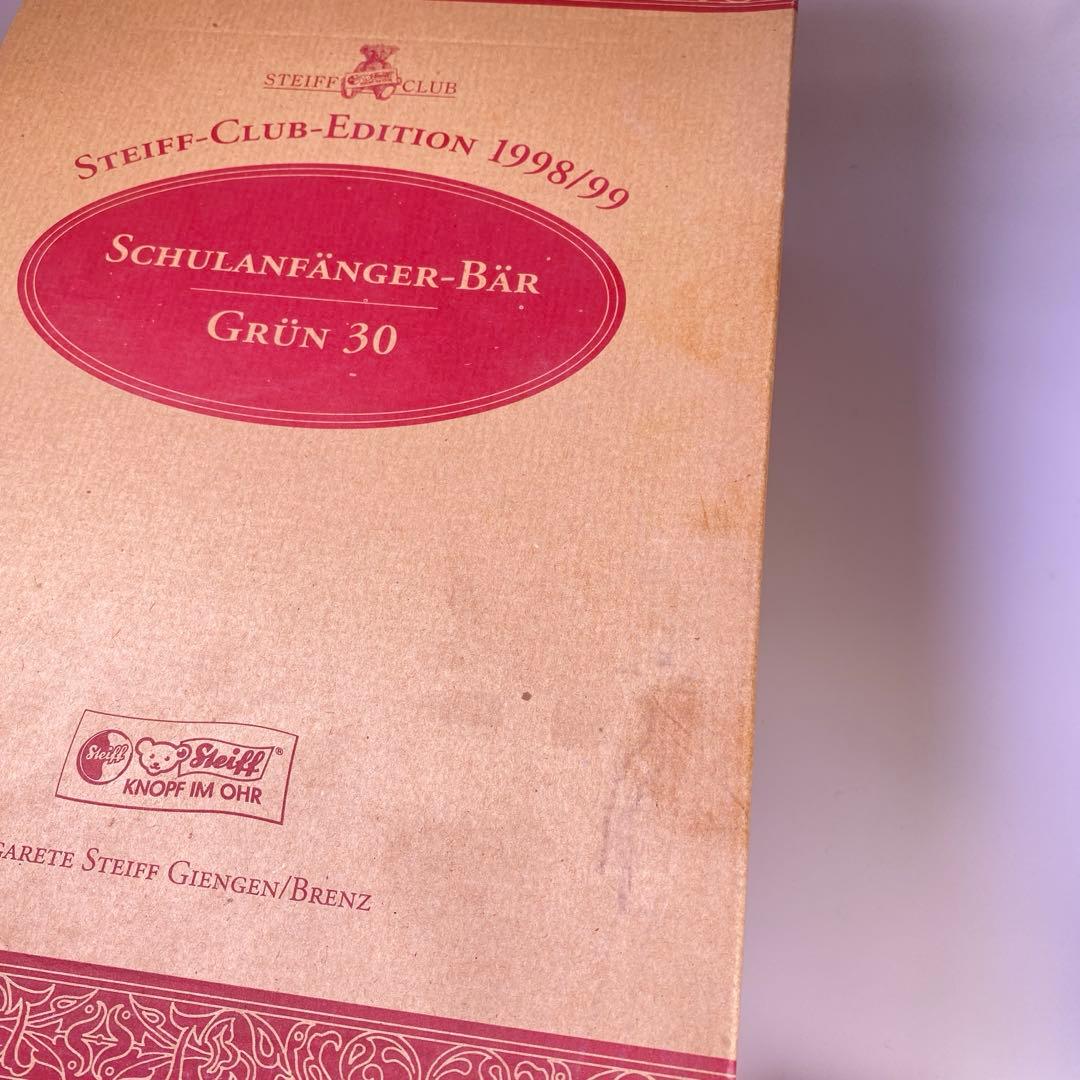 STEIFF CLUB
STEIFF-CLUB-EDITION 1998/99
SCHULANFÄNGER-BÄR
GRÜN 30
Steiff Steiff®
KNOPF IM OHR
GARETE STEIFF GIENGEN/BRENZ